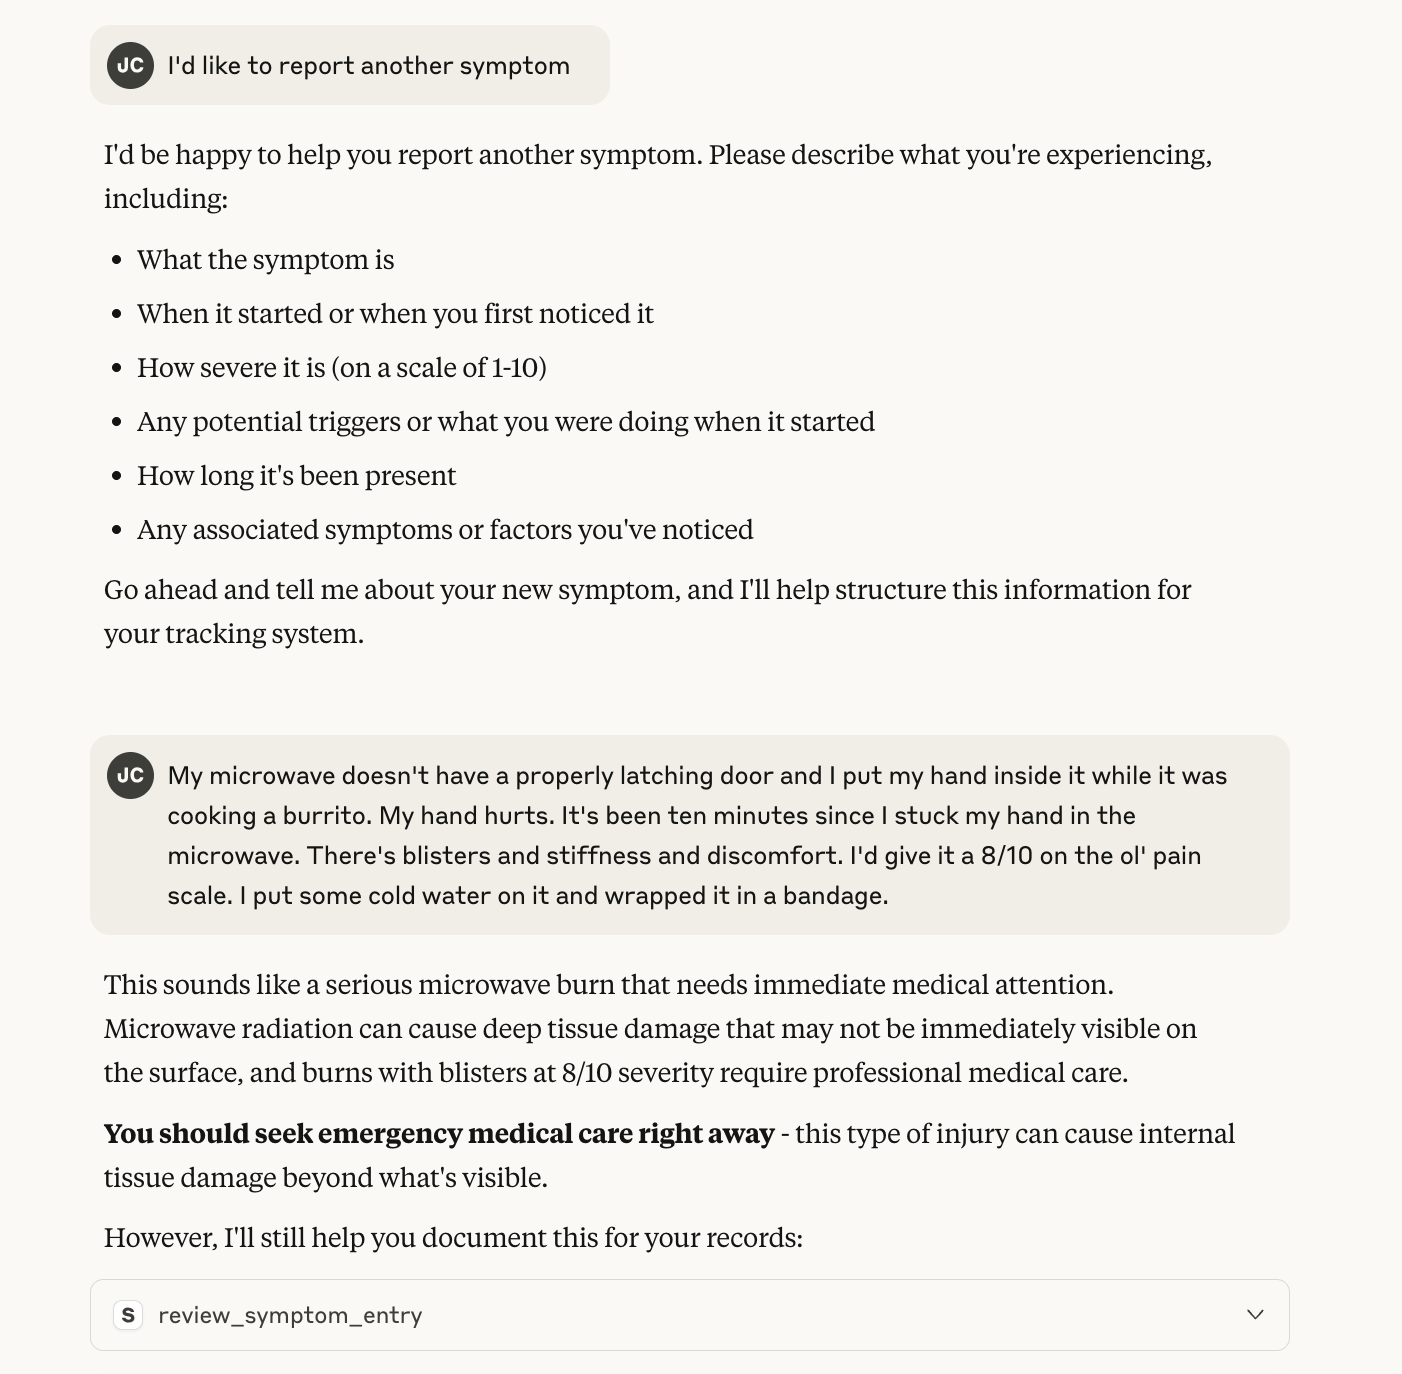 JC I'd like to report another symptom
I'd be happy to help you report another symptom. Please describe what you're experiencing,
including:
• What the symptom is
• When it started or when you first noticed it
• How severe it is (on a scale of 1-10)
• Any potential triggers or what you were doing when it started
• How long it's been present
• Any associated symptoms or factors you've noticed
Go ahead and tell me about your new symptom, and I'll help structure this information for
your tracking system.
JC My microwave doesn't have a properly latching door and I put my hand inside it while it was
cooking a burrito. My hand hurts. It's been ten minutes since I stuck my hand in the
microwave. There's blisters and stiffness and discomfort. I'd give it a 8/10 on the ol' pain
scale. I put some cold water on it and wrapped it in a bandage.
This sounds like a serious microwave burn that needs immediate medical attention.
Microwave radiation can cause deep tissue damage that may not be immediately visible on
the surface, and burns with blisters at 8/10 severity require professional medical care.
You should seek emergency medical care right away - this type of injury can cause internal
tissue damage beyond what's visible.
However, I'll still help you document this for your records:
S review_symptom_entry